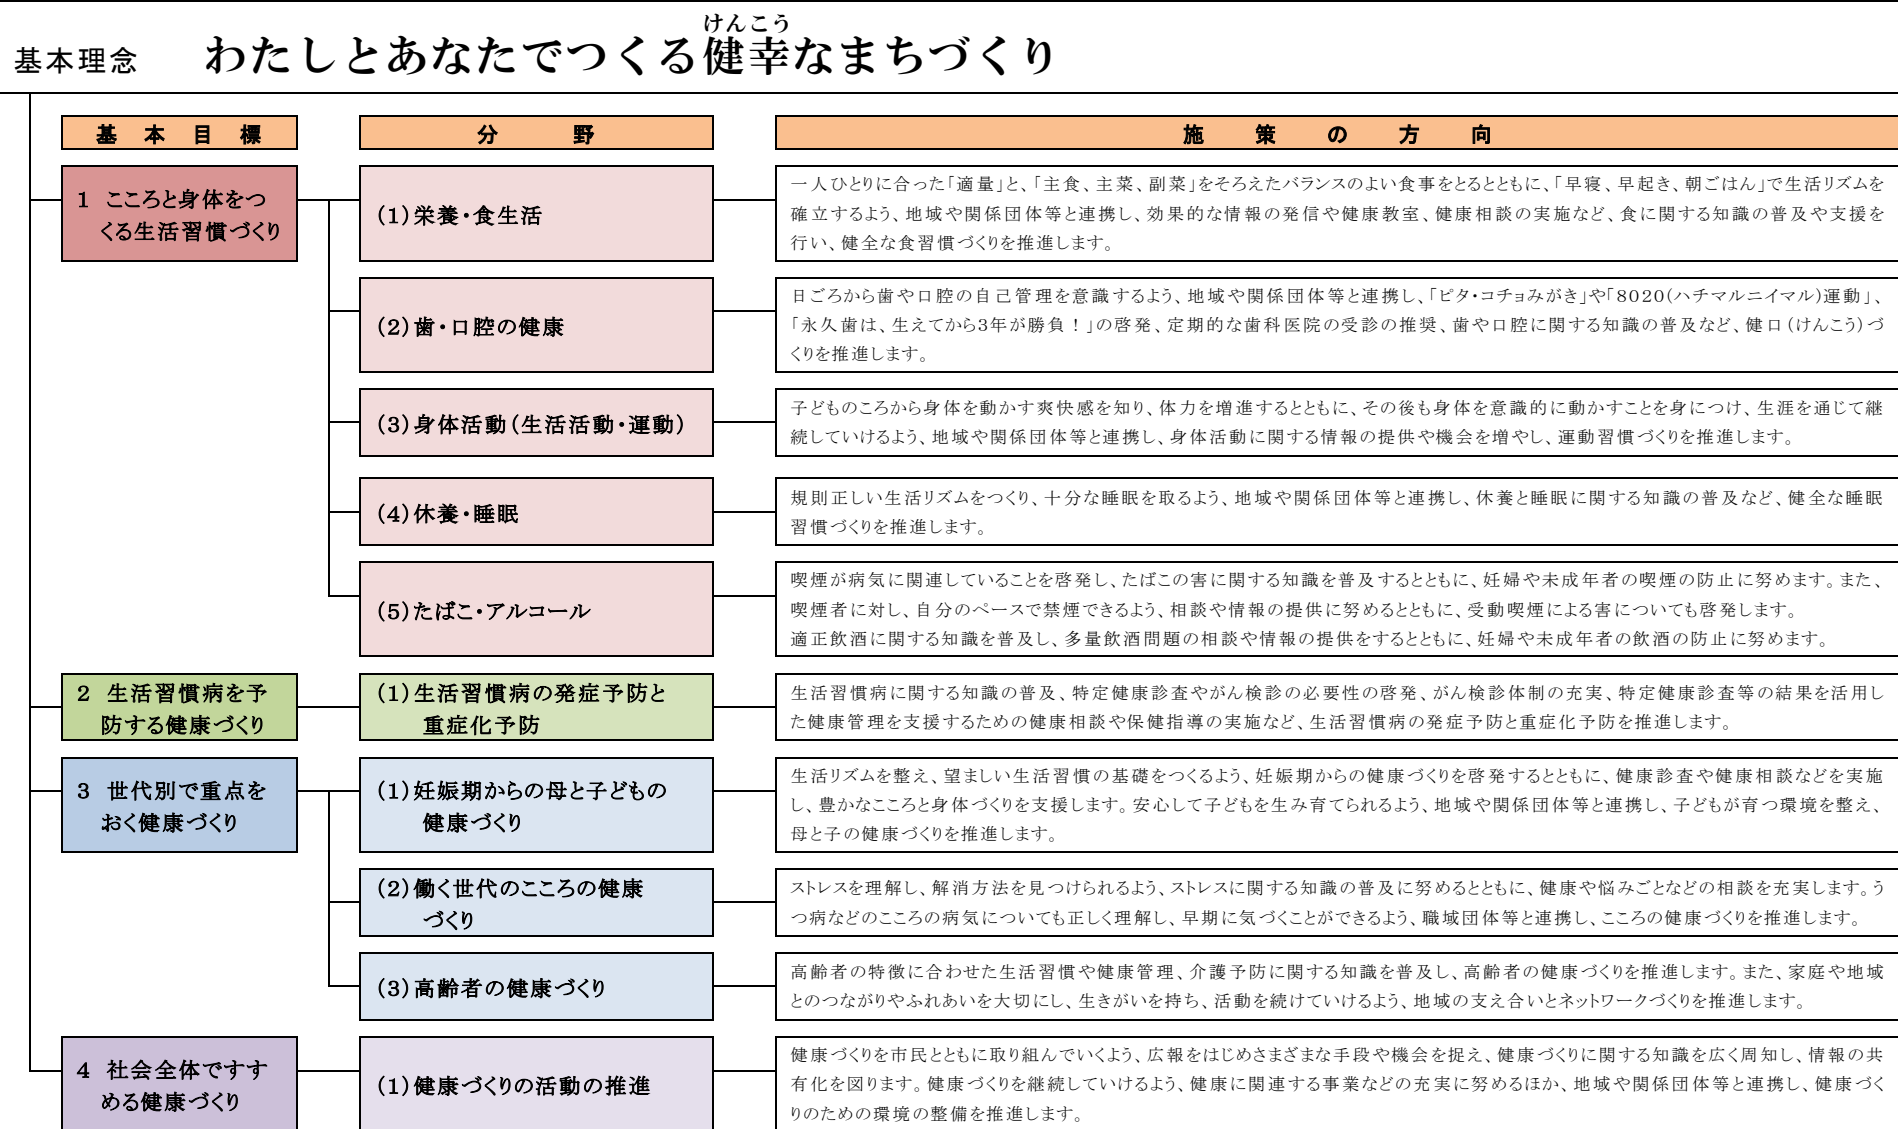 けんこう
基本理念 わたしとあなたでつくる健幸なまちづくり
基本目標 分野 施策の方向
1 こころと身体をつ
くる生活習慣づくり
(1)栄養・食生活
一人ひとりに合った「適量」と、「主食、主菜、副菜」をそろえたバランスのよい食事をとるとともに、「早寝、早起き、朝ごはん」で生活リズムを
確立するよう、地域や関係団体等と連携し、効果的な情報の発信や健康教室、健康相談の実施など、食に関する知識の普及や支援を
行い、健全な食習慣づくりを推進します。
(2)歯・口腔の健康
日ごろから歯や口腔の自己管理を意識するよう、地域や関係団体等と連携し、「ピタ・コチョみがき」や「8020(ハチマルニイマル)運動」、
「永久歯は、生えてから3年が勝負!」の啓発、定期的な歯科医院の受診の推奨、歯や口腔に関する知識の普及など、健口(けんこう)づ
くりを推進します。
(3)身体活動(生活活動・運動)
子どものころから身体を動かす爽快感を知り、体力を増進するとともに、その後も身体を意識的に動かすことを身につけ、生涯を通じて継
続していけるよう、地域や関係団体等と連携し、身体活動に関する情報の提供や機会を増やし、運動習慣づくりを推進します。
(4)休養・睡眠
規則正しい生活リズムをつくり、十分な睡眠を取るよう、地域や関係団体等と連携し、休養と睡眠に関する知識の普及など、健全な睡眠
習慣づくりを推進します。
(5)たばこ・アルコール
喫煙が病気に関連していることを啓発し、たばこの害に関する知識を普及するとともに、妊婦や未成年者の喫煙の防止に努めます。また、
喫煙者に対し、自分のペースで禁煙できるよう、相談や情報の提供に努めるとともに、受動喫煙による害についても啓発します。
適正飲酒に関する知識を普及し、多量飲酒問題の相談や情報の提供をするとともに、妊婦や未成年者の飲酒の防止に努めます。
2 生活習慣病を予
防する健康づくり
(1)生活習慣病の発症予防と
重症化予防
生活習慣病に関する知識の普及、特定健康診査やがん検診の必要性の啓発、がん検診体制の充実、特定健康診査等の結果を活用し
た健康管理を支援するための健康相談や保健指導の実施など、生活習慣病の発症予防と重症化予防を推進します。
3 世代別で重点を
おく健康づくり
(1)妊娠期からの母と子どもの
健康づくり
生活リズムを整え、望ましい生活習慣の基礎をつくるよう、妊娠期からの健康づくりを啓発するとともに、健康診査や健康相談などを実施
し、豊かなこころと身体づくりを支援します。安心して子どもを生み育てられるよう、地域や関係団体等と連携し、子どもが育つ環境を整え、
母と子の健康づくりを推進します。
(2)働く世代のこころの健康
づくり
ストレスを理解し、解消方法を見つけられるよう、ストレスに関する知識の普及に努めるとともに、健康や悩みごとなどの相談を充実します。う
つ病などのこころの病気についても正しく理解し、早期に気づくことができるよう、職域団体等と連携し、こころの健康づくりを推進します。
(3)高齢者の健康づくり
高齢者の特徴に合わせた生活習慣や健康管理、介護予防に関する知識を普及し、高齢者の健康づくりを推進します。また、家庭や地域
とのつながりやふれあいを大切にし、生きがいを持ち、活動を続けていけるよう、地域の支え合いとネットワークづくりを推進します。
4 社会全体ですす
める健康づくり
(1)健康づくりの活動の推進
健康づくりを市民とともに取り組んでいくよう、広報をはじめさまざまな手段や機会を捉え、健康づくりに関する知識を広く周知し、情報の共
有化を図ります。健康づくりを継続していけるよう、健康に関連する事業などの充実に努めるほか、地域や関係団体等と連携し、健康づく
りのための環境の整備を推進します。